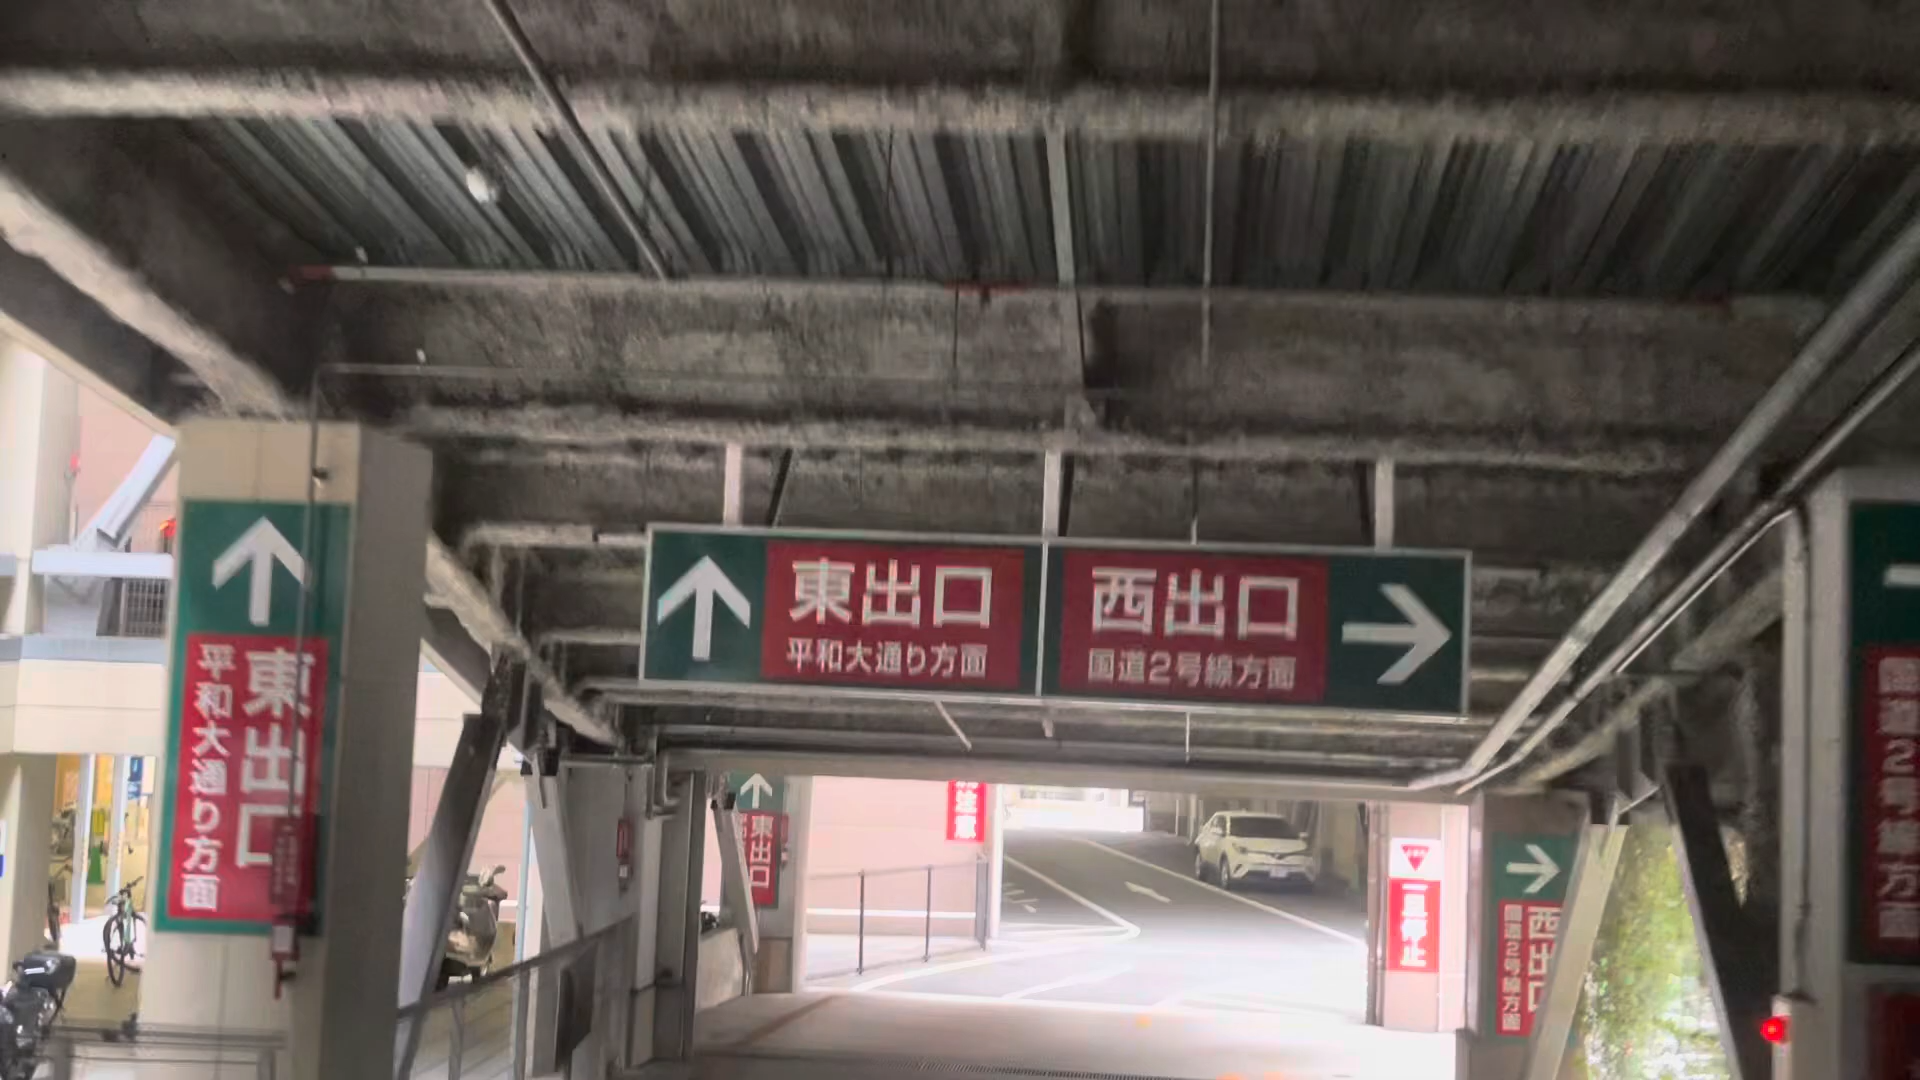 東出口
平和大通り方面
西出口
国道2号線方面
東出口
平和大通り方面
東出口
注意
一旦停止
西出口
国道2号線方面
国道2号線方面